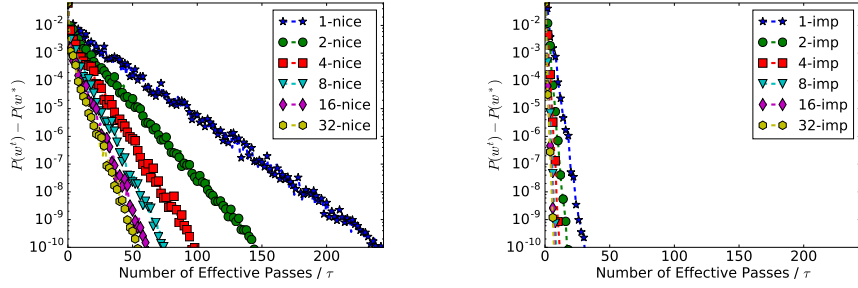 10^-2
10^-3
10^-4
10^-5
10^-6
10^-7
10^-8
10^-9
10^-10
P(w^t) − P(w*)
0 50 100 150 200
Number of Effective Passes / τ
1-nice
2-nice
4-nice
8-nice
16-nice
32-nice
10^-2
10^-3
10^-4
10^-5
10^-6
10^-7
10^-8
10^-9
10^-10
P(w^t) − P(w*)
0 50 100 150 200
Number of Effective Passes / τ
1-imp
2-imp
4-imp
8-imp
16-imp
32-imp